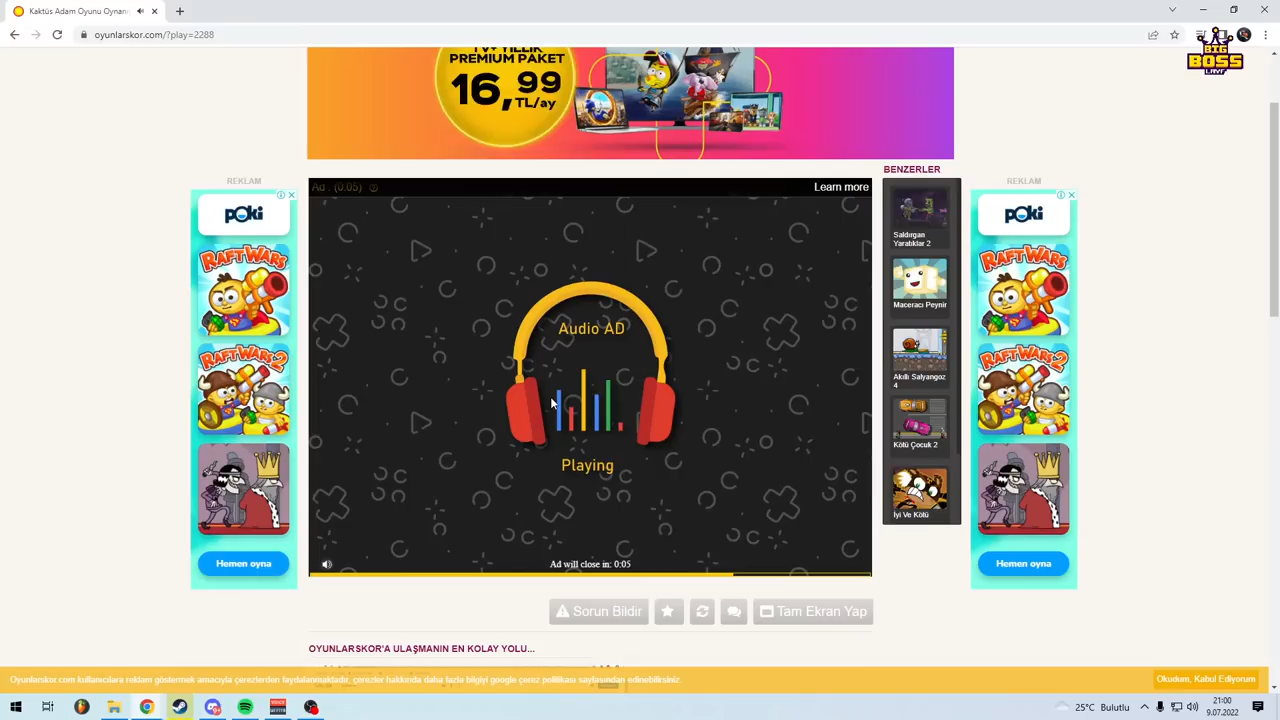 Kaktüs Adam Oyunu Oynan
oyunlarskor.com/?play=2288
BIG
BOSS
TV+ YILLIK
PREMIUM PAKET
16,99
TL/ay
REKLAM
poki
RAFT WARS
RAFT WARS 2
Hemen oyna
Ad : (0:05)
Learn more
Audio AD
Playing
Ad will close in: 0:05
BENZERLER
Saldırgan
Yaratıklar 2
Maceracı Peynir
Akıllı Salyangoz
4
Kötü Çocuk 2
İyi Ve Kötü
REKLAM
poki
RAFT WARS
RAFT WARS 2
Hemen oyna
Sorun Bildir
Tam Ekran Yap
OYUNLARSKOR'A ULAŞMANIN EN KOLAY YOLU...
Oyunlarskor.com kullanıcılara reklam göstermek amacıyla çerezlerden faydalanmaktadır, çerezler hakkında daha fazla bilgiyi google çerez politikası sayfasından edinebilirsiniz.
Okudum, Kabul Ediyorum
25°C Bulutlu
21:00
9.07.2022